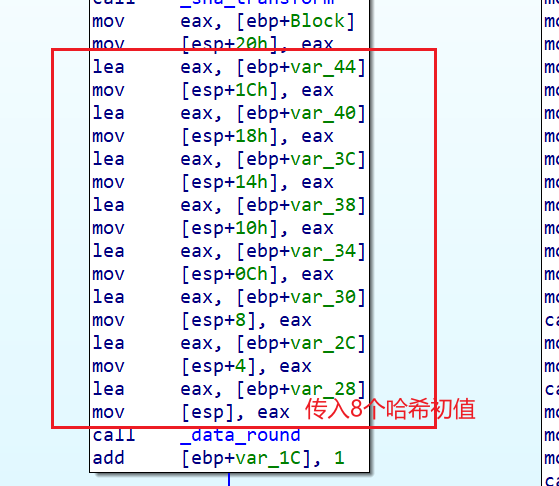 call _sha_transform
mov eax, [ebp+Block]
mov [esp+20h], eax
lea eax, [ebp+var_44]
mov [esp+1Ch], eax
lea eax, [ebp+var_40]
mov [esp+18h], eax
lea eax, [ebp+var_3C]
mov [esp+14h], eax
lea eax, [ebp+var_38]
mov [esp+10h], eax
lea eax, [ebp+var_34]
mov [esp+0Ch], eax
lea eax, [ebp+var_30]
mov [esp+8], eax
lea eax, [ebp+var_2C]
mov [esp+4], eax
lea eax, [ebp+var_28]
mov [esp], eax 传入8个哈希初值
call _data_round
add [ebp+var_1C], 1